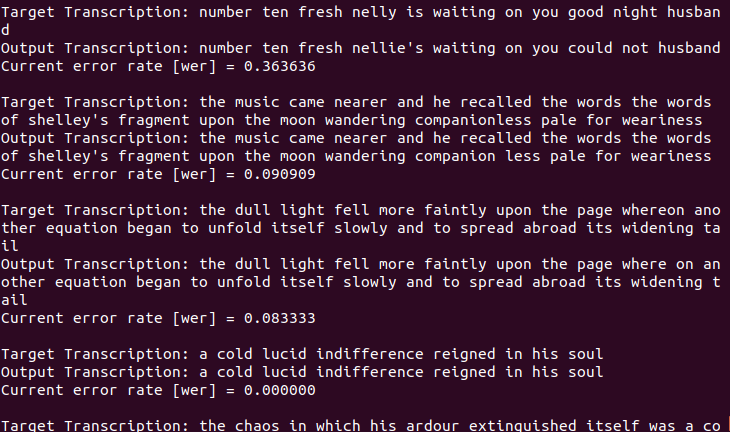 Target Transcription: number ten fresh nelly is waiting on you good night husban
d
Output Transcription: number ten fresh nellie's waiting on you could not husband
Current error rate [wer] = 0.363636
Target Transcription: the music came nearer and he recalled the words the words
of shelley's fragment upon the moon wandering companionless pale for weariness
Output Transcription: the music came nearer and he recalled the words the words
of shelley's fragment upon the moon wandering companion less pale for weariness
Current error rate [wer] = 0.090909
Target Transcription: the dull light fell more faintly upon the page whereon ano
ther equation began to unfold itself slowly and to spread abroad its widening ta
il
Output Transcription: the dull light fell more faintly upon the page where on an
other equation began to unfold itself slowly and to spread abroad its widening t
ail
Current error rate [wer] = 0.083333
Target Transcription: a cold lucid indifference reigned in his soul
Output Transcription: a cold lucid indifference reigned in his soul
Current error rate [wer] = 0.000000
Target Transcription: the chaos in which his ardour extinguished itself was a co